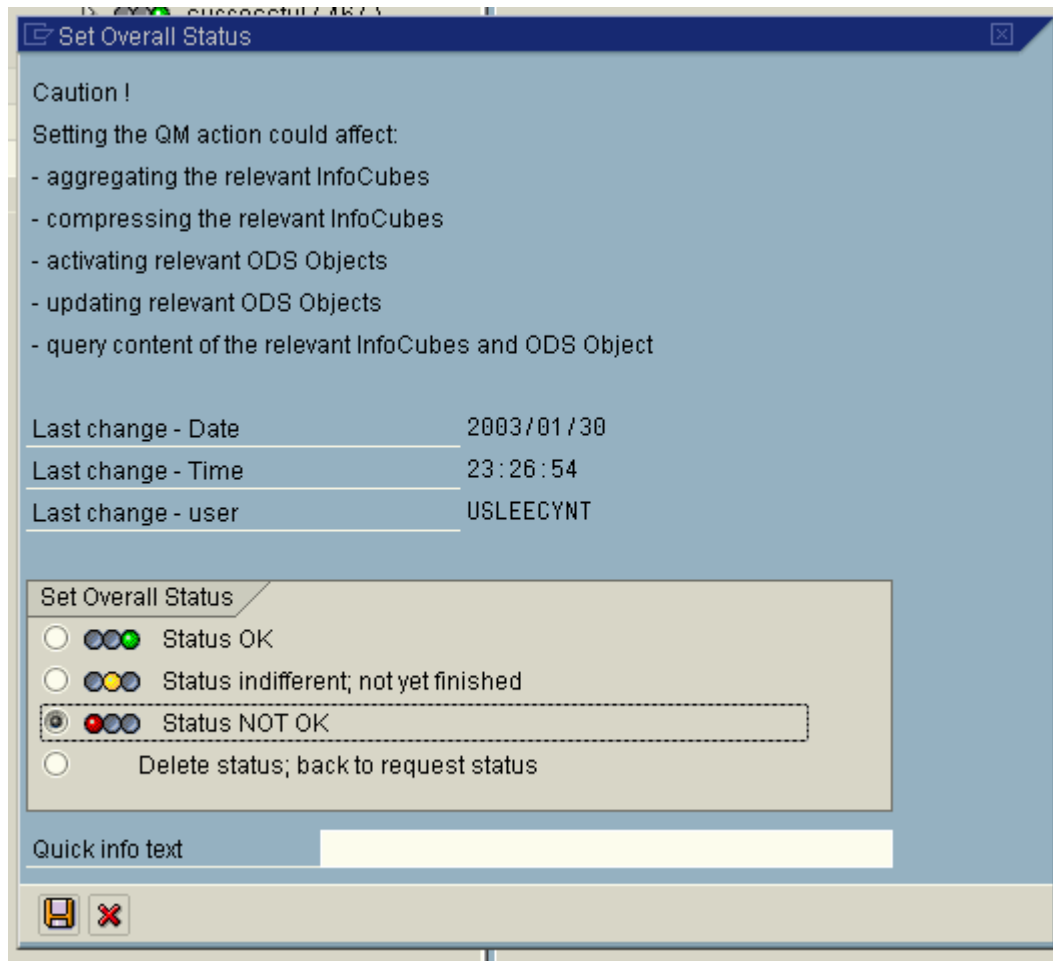 Set Overall Status
Caution !
Setting the QM action could affect:
- aggregating the relevant InfoCubes
- compressing the relevant InfoCubes
- activating relevant ODS Objects
- updating relevant ODS Objects
- query content of the relevant InfoCubes and ODS Object
Last change - Date 2003/01/30
Last change - Time 23:26:54
Last change - user USLEECYNT
Set Overall Status
Status OK
Status indifferent; not yet finished
Status NOT OK
Delete status; back to request status
Quick info text